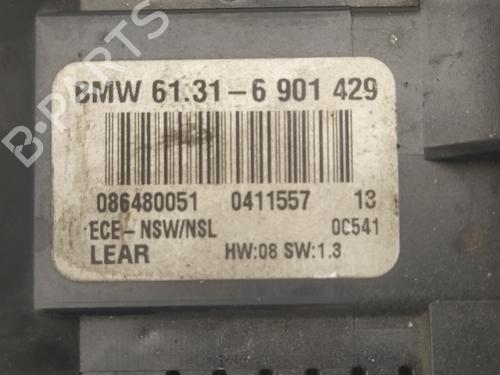 BMW 61.31-6 901 429
086480051 0411557 13
ECE-NSW/NSL 0C541
LEAR HW:08 SW:1.3